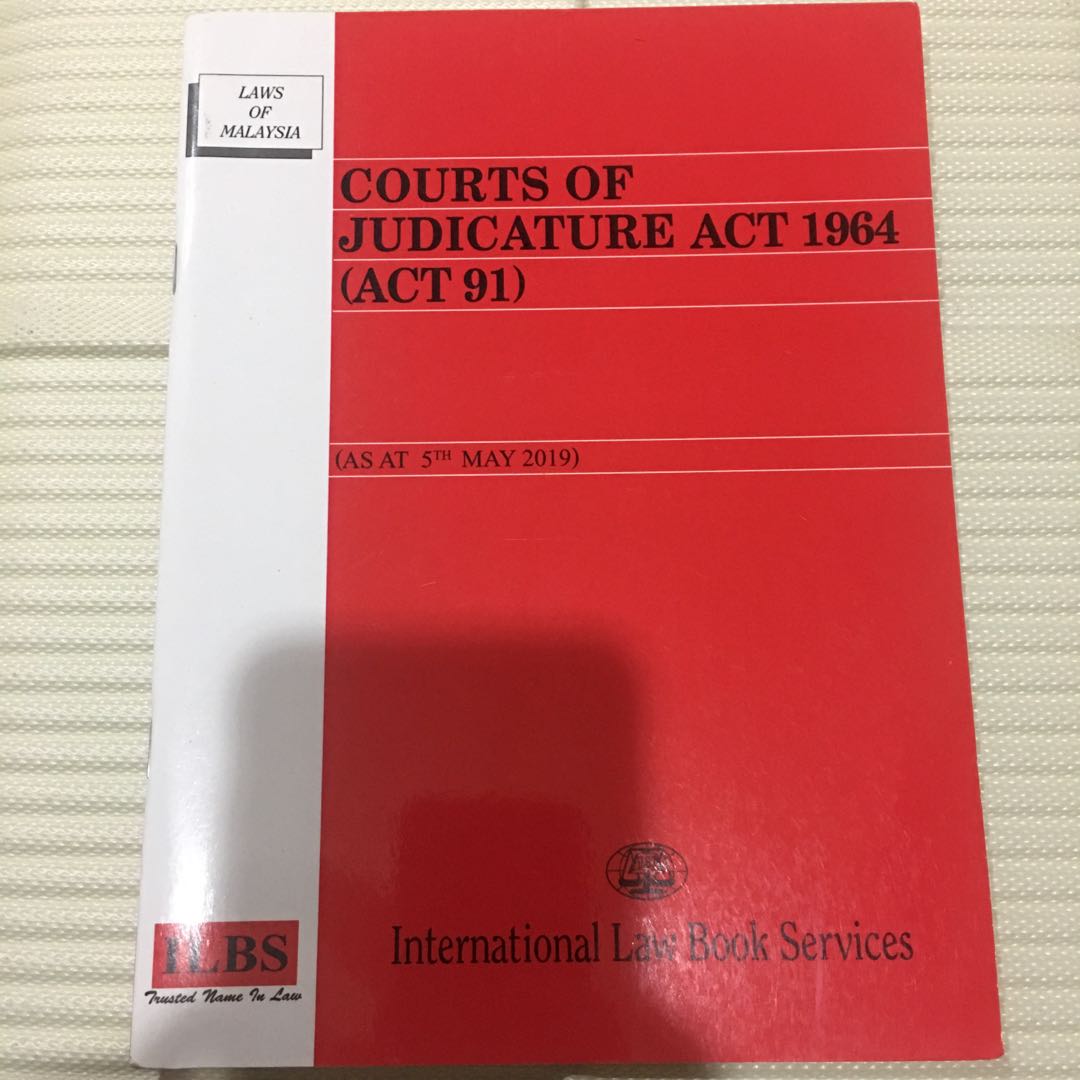 LAWS
OF
MALAYSIA
COURTS OF
JUDICATURE ACT 1964
(ACT 91)
(AS AT 5TH MAY 2019)
International Law Book Services
ILBS
Trusted Name In Law